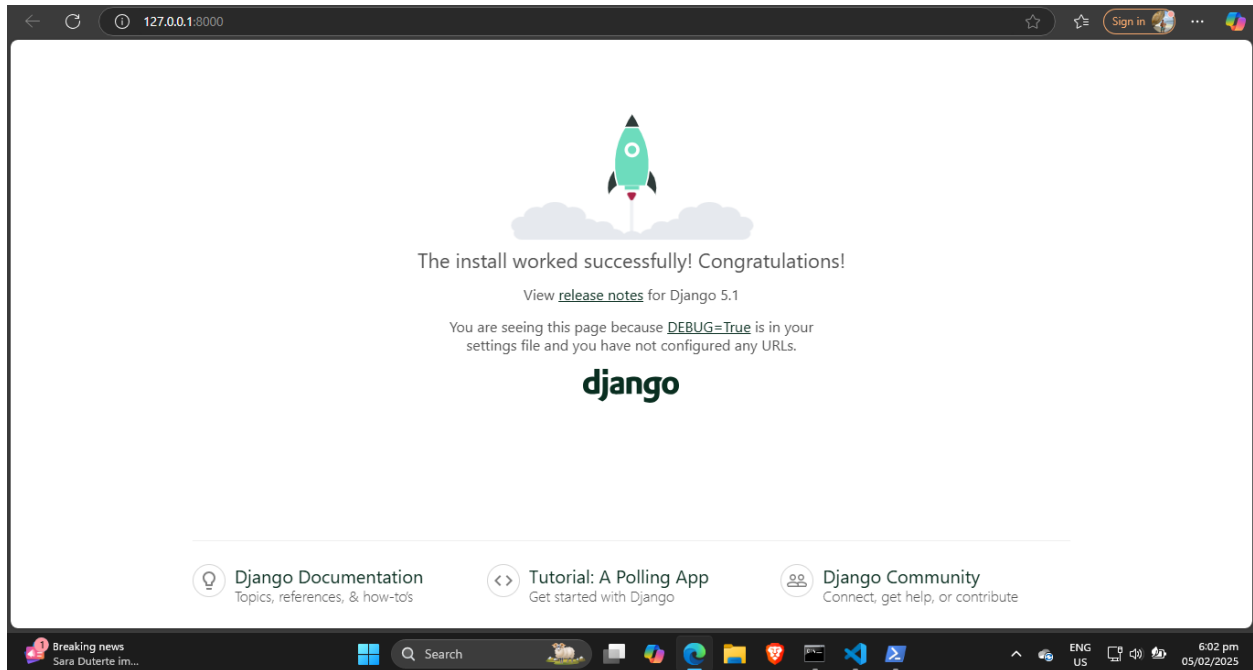 127.0.0.1:8000
Sign in
The install worked successfully! Congratulations!
View release notes for Django 5.1
You are seeing this page because DEBUG=True is in your
settings file and you have not configured any URLs.
django
Django Documentation
Topics, references, & how-to's
Tutorial: A Polling App
Get started with Django
Django Community
Connect, get help, or contribute
1
Breaking news
Sara Duterte im...
Search
ENG
US
6:02 pm
05/02/2025